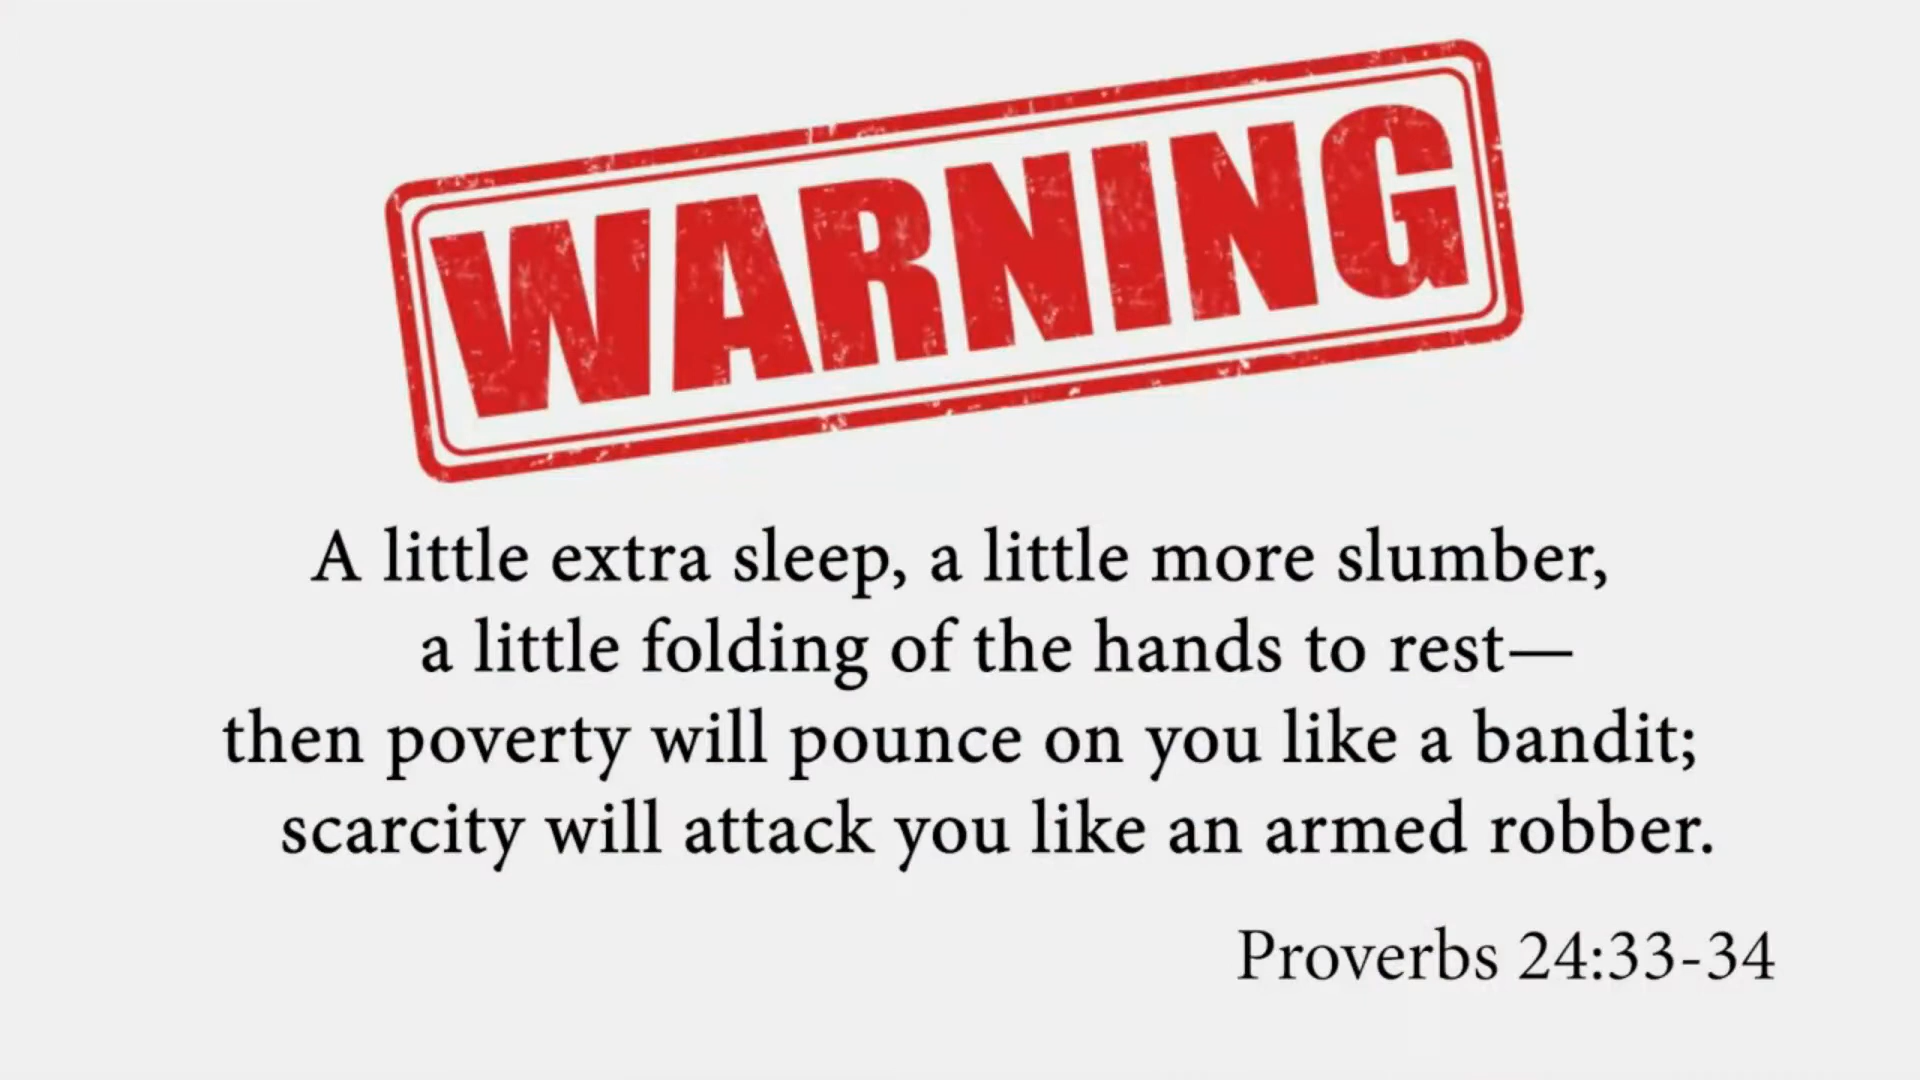 WARNING
A little extra sleep, a little more slumber,
a little folding of the hands to rest—
then poverty will pounce on you like a bandit;
scarcity will attack you like an armed robber.
Proverbs 24:33-34